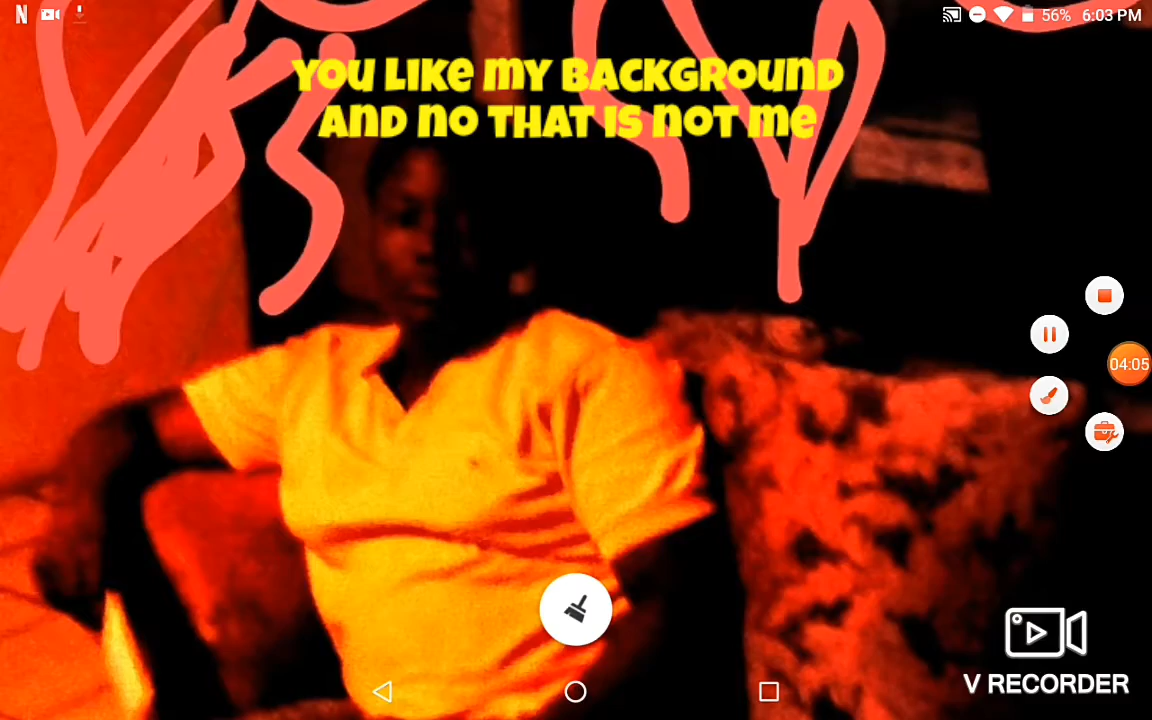 N 56% 6:03 PM
You like my background
and no that is not me
04:05
V RECORDER